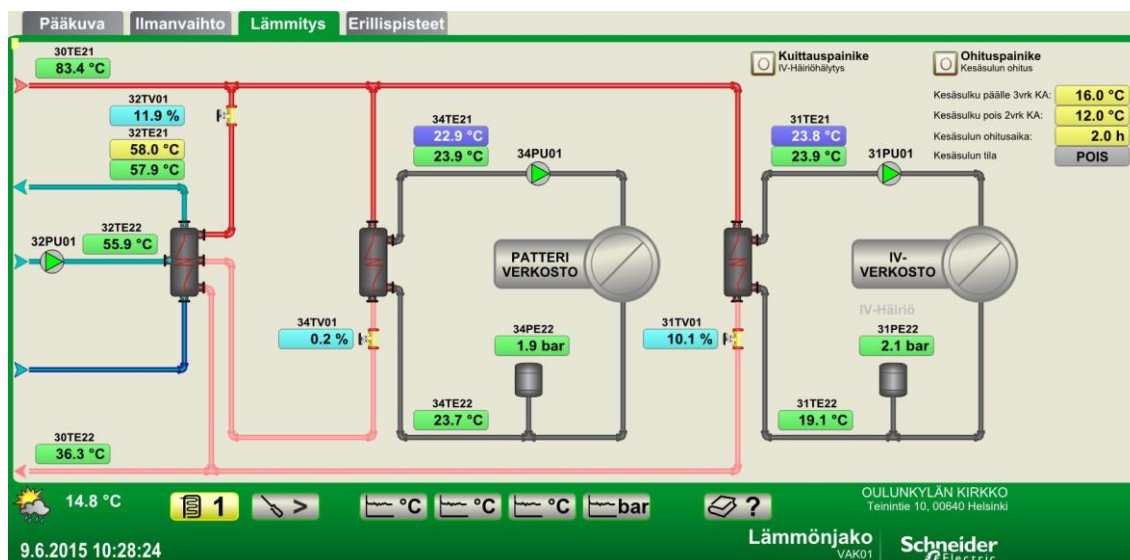 Pääkuva
Ilmanvaihto
Lämmitys
Erillispisteet
30TE21
83.4 °C
Kuittauspainike
IV-Häiriöhälytys
Ohituspainike
Kesäsulun ohitus
Kesäsulku päälle 3vrk KA: 16.0 °C
Kesäsulku pois 2vrk KA: 12.0 °C
Kesäsulun ohitusaika: 2.0 h
Kesäsulun tila POIS
32TV01
11.9 %
32TE21
58.0 °C
57.9 °C
34TE21
22.9 °C
23.9 °C
34PU01
31TE21
23.8 °C
23.9 °C
31PU01
32PU01
32TE22
55.9 °C
PATTERI
VERKOSTO
IV-
VERKOSTO
IV-Häiriö
34TV01
0.2 %
34PE22
1.9 bar
31TV01
10.1 %
31PE22
2.1 bar
34TE22
23.7 °C
31TE22
19.1 °C
30TE22
36.3 °C
14.8 °C
1
>
°C
°C
°C
bar
?
OULUNKYLÄN KIRKKO
Teinintie 10, 00640 Helsinki
9.6.2015 10:28:24
Lämmönjako
VAK01
Schneider
Electric